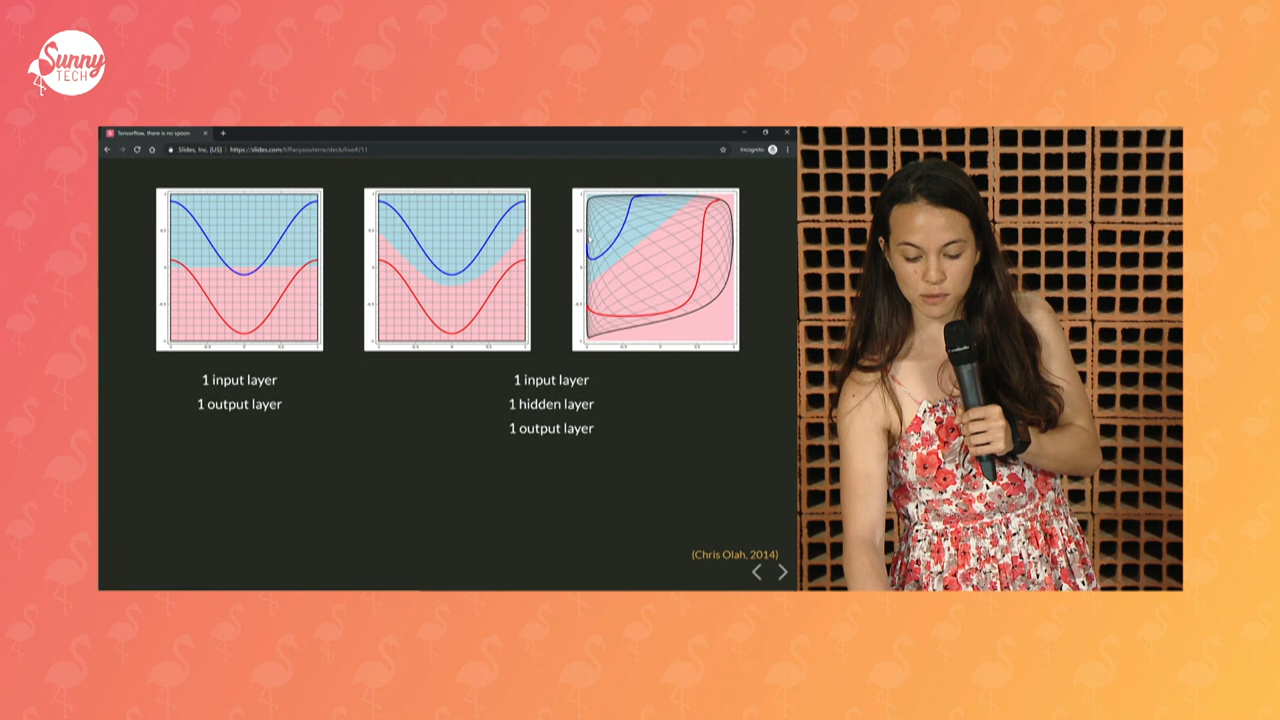 Sunny
TECH
Tensorflow, there is no spoon
Slides, Inc. [US]
https://slides.com/tiffanysouterre/deck/live#/11
Incognito
1 input layer
1 output layer
1 input layer
1 hidden layer
1 output layer
(Chris Olah, 2014)